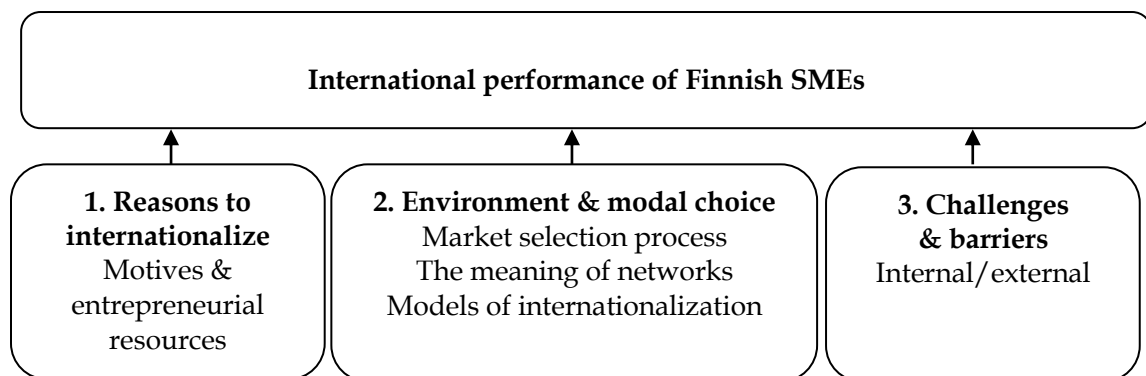 International performance of Finnish SMEs
1. Reasons to
internationalize
Motives &
entrepreneurial
resources
2. Environment & modal choice
Market selection process
The meaning of networks
Models of internationalization
3. Challenges
& barriers
Internal/external